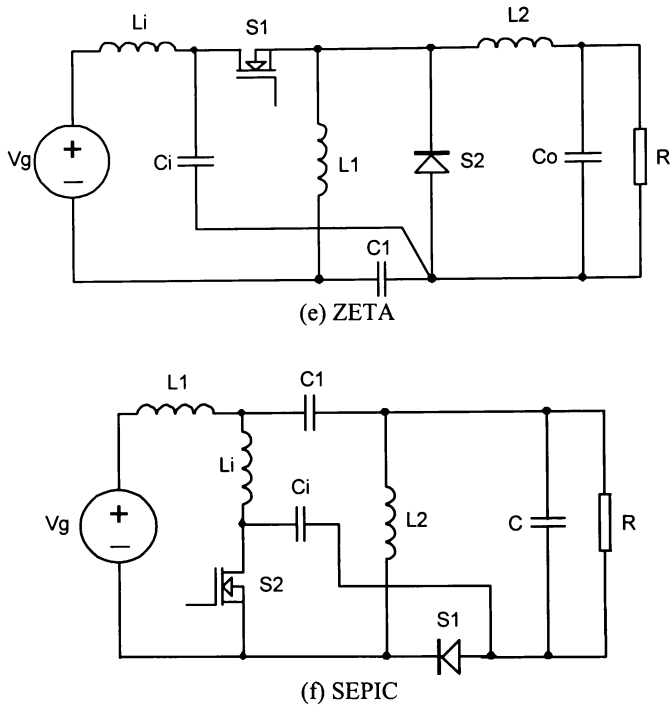 Li
S1
L2
Vg
Ci
L1
S2
Co
R
C1
(e) ZETA
L1
C1
Li
Ci
Vg
L2
C
R
S2
S1
(f) SEPIC